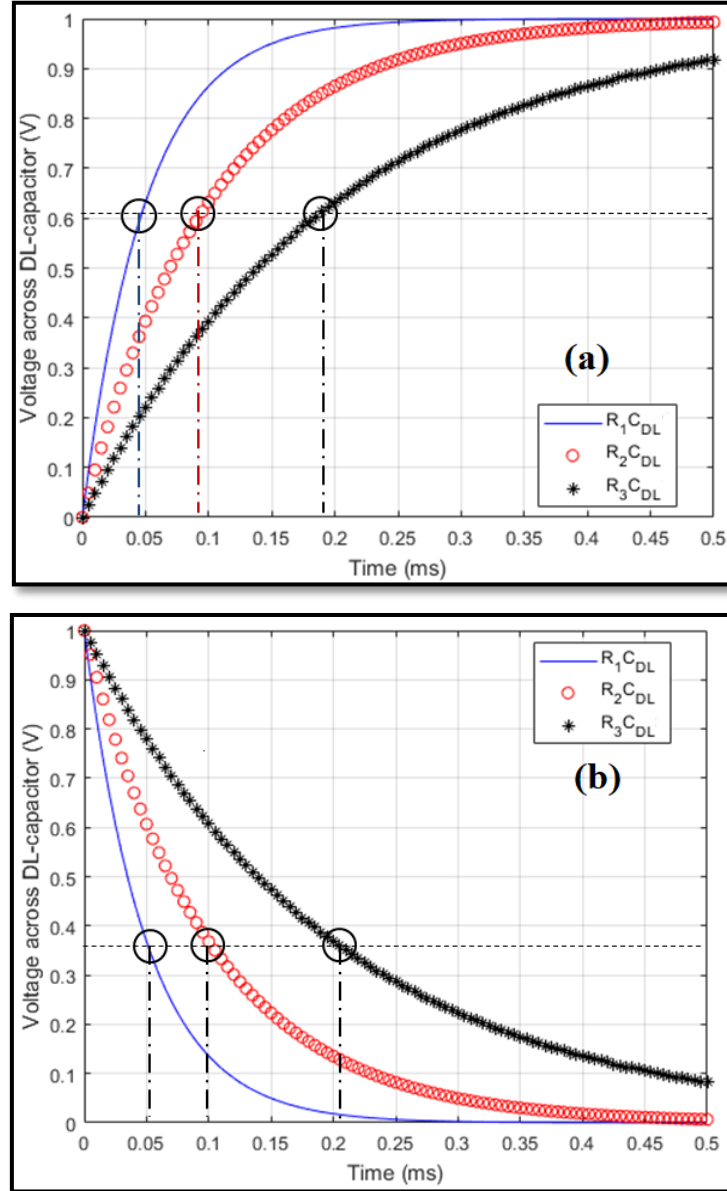 1
0.9
0.8
0.7
0.6
0.5
0.4
0.3
0.2
0.1
0
Voltage across DL-capacitor (V)
(a)
R1CDL
R2CDL
R3CDL
0 0.05 0.1 0.15 0.2 0.25 0.3 0.35 0.4 0.45 0.5
Time (ms)
1
0.9
0.8
0.7
0.6
0.5
0.4
0.3
0.2
0.1
0
Voltage across DL-capacitor (V)
R1CDL
R2CDL
R3CDL
(b)
0 0.05 0.1 0.15 0.2 0.25 0.3 0.35 0.4 0.45 0.5
Time (ms)